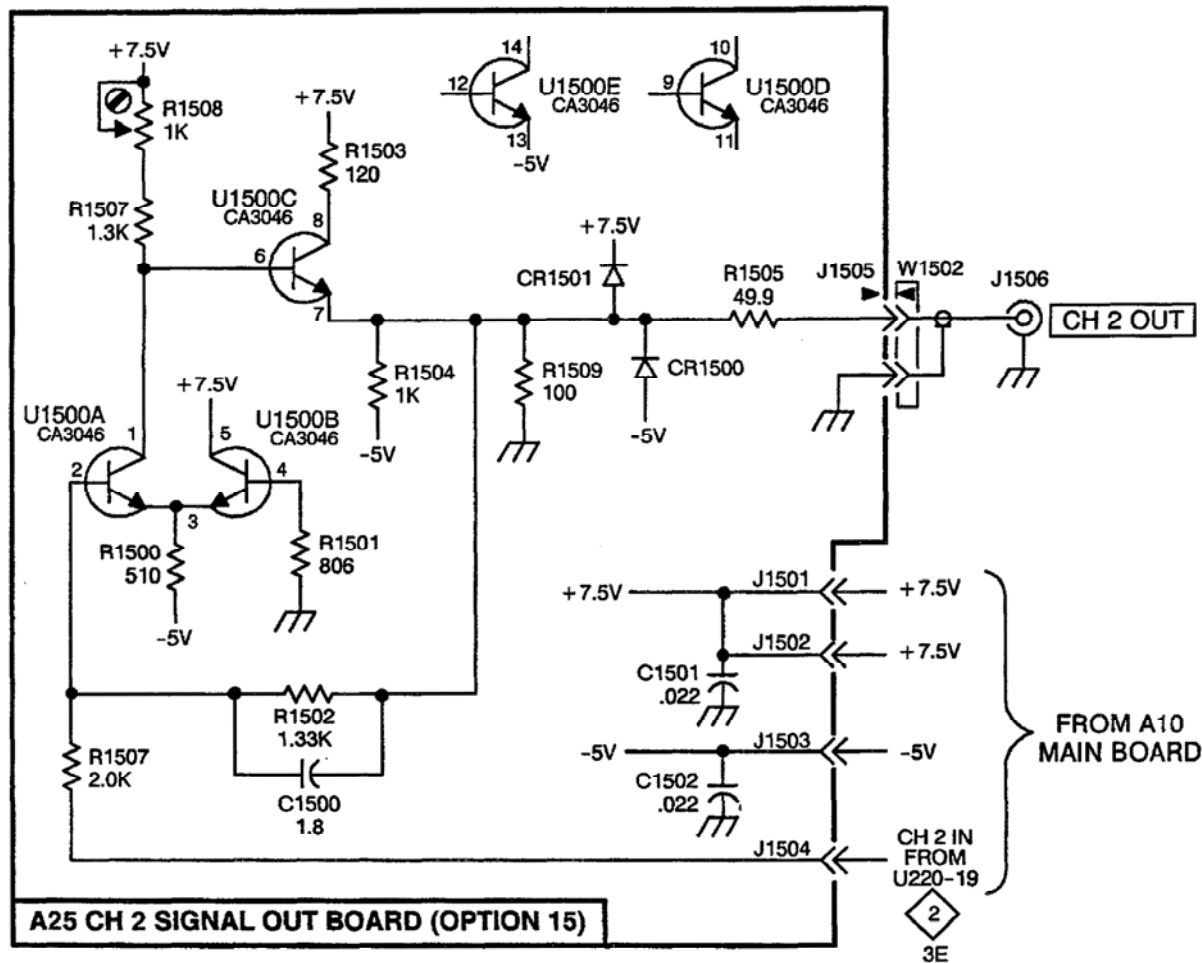 +7.5V
R1508
1K
R1507
1.3K
+7.5V
R1503
120
U1500C
CA3046
8
6
7
14
12
13
-5V
U1500E
CA3046
10
9
11
U1500D
CA3046
+7.5V
CR1501
R1505
49.9
J1505
W1502
J1506
CH 2 OUT
R1504
1K
-5V
R1509
100
CR1500
-5V
U1500A
CA3046
1
2
3
+7.5V
5
4
U1500B
CA3046
R1500
510
-5V
R1501
806
R1502
1.33K
C1500
1.8
R1507
2.0K
+7.5V
J1501
+7.5V
J1502
+7.5V
C1501
.022
-5V
J1503
-5V
C1502
.022
J1504
CH 2 IN
FROM
U220-19
2
3E
FROM A10
MAIN BOARD
A25 CH 2 SIGNAL OUT BOARD (OPTION 15)